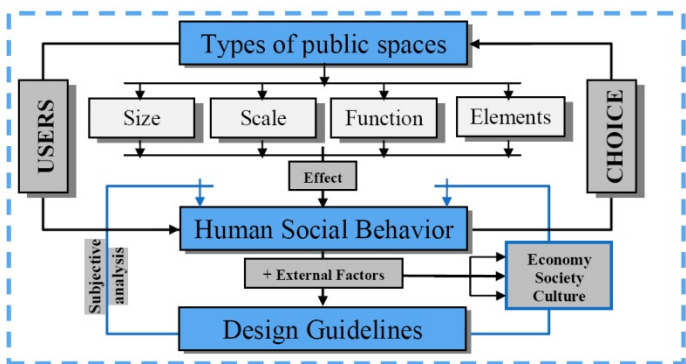 Types of public spaces
USERS
Size
Scale
Function
Elements
CHOICE
Effect
Human Social Behavior
Subjective
analysis
+ External Factors
Economy
Society
Culture
Design Guidelines